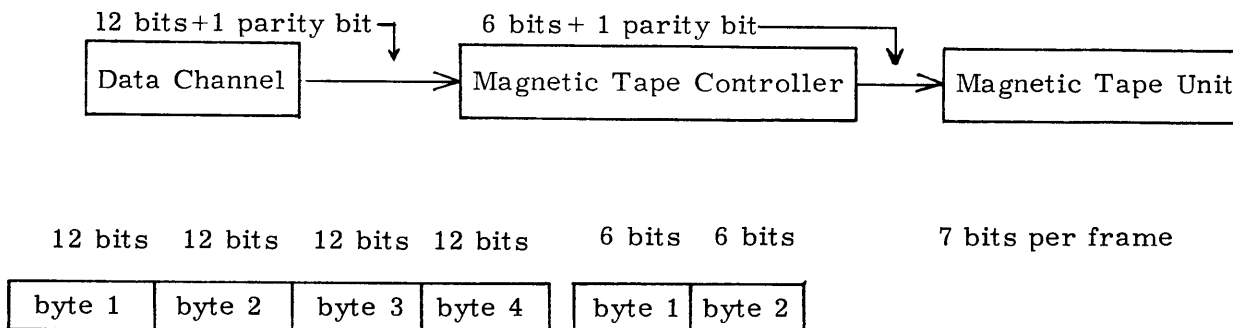 12 bits+1 parity bit 6 bits+ 1 parity bit
Data Channel Magnetic Tape Controller Magnetic Tape Unit
12 bits 12 bits 12 bits 12 bits 6 bits 6 bits 7 bits per frame
byte 1 byte 2 byte 3 byte 4 byte 1 byte 2